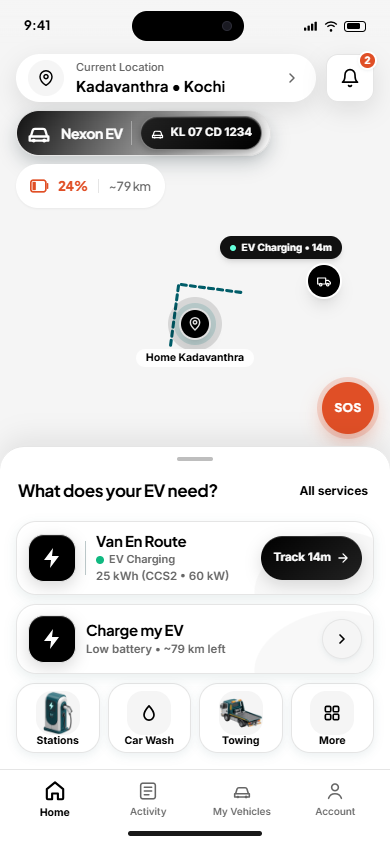 9:41
Current Location
Kadavanthra • Kochi
2
Nexon EV
KL 07 CD 1234
24%
~79 km
EV Charging • 14m
Home Kadavanthra
SOS
What does your EV need?
All services
Van En Route
EV Charging
25 kWh (CCS2 • 60 kW)
Track 14m →
Charge my EV
Low battery • ~79 km left
Stations
Car Wash
Towing
More
Home
Activity
My Vehicles
Account